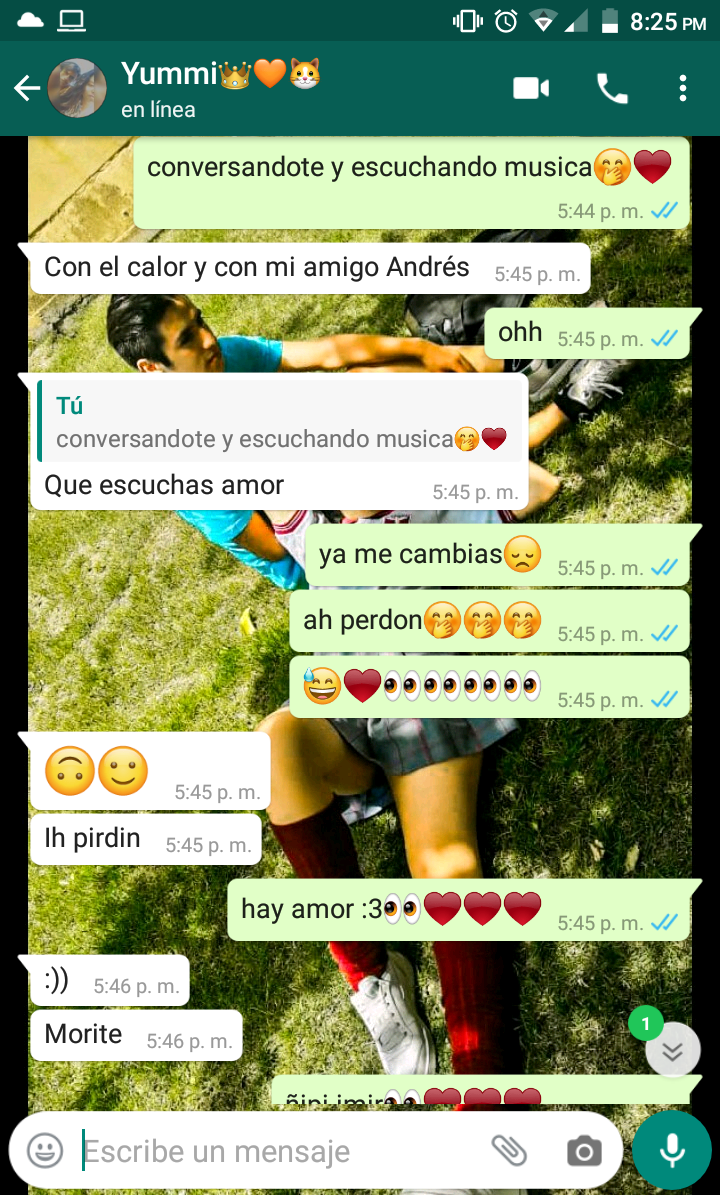 8:25 PM
Yummi👑🧡🐱
en línea
conversandote y escuchando musica🤭❤
5:44 p. m.
Con el calor y con mi amigo Andrés 5:45 p. m.
ohh 5:45 p. m.
Tú
conversandote y escuchando musica🤭❤
Que escuchas amor 5:45 p. m.
ya me cambias😞 5:45 p. m.
ah perdon🤭🤭🤭 5:45 p. m.
😅❤👀👀👀👀 5:45 p. m.
🙃🙂 5:45 p. m.
Ih pirdin 5:45 p. m.
hay amor :3👀❤❤❤ 5:45 p. m.
:)) 5:46 p. m.
Morite 5:46 p. m.
1
Escribe un mensaje